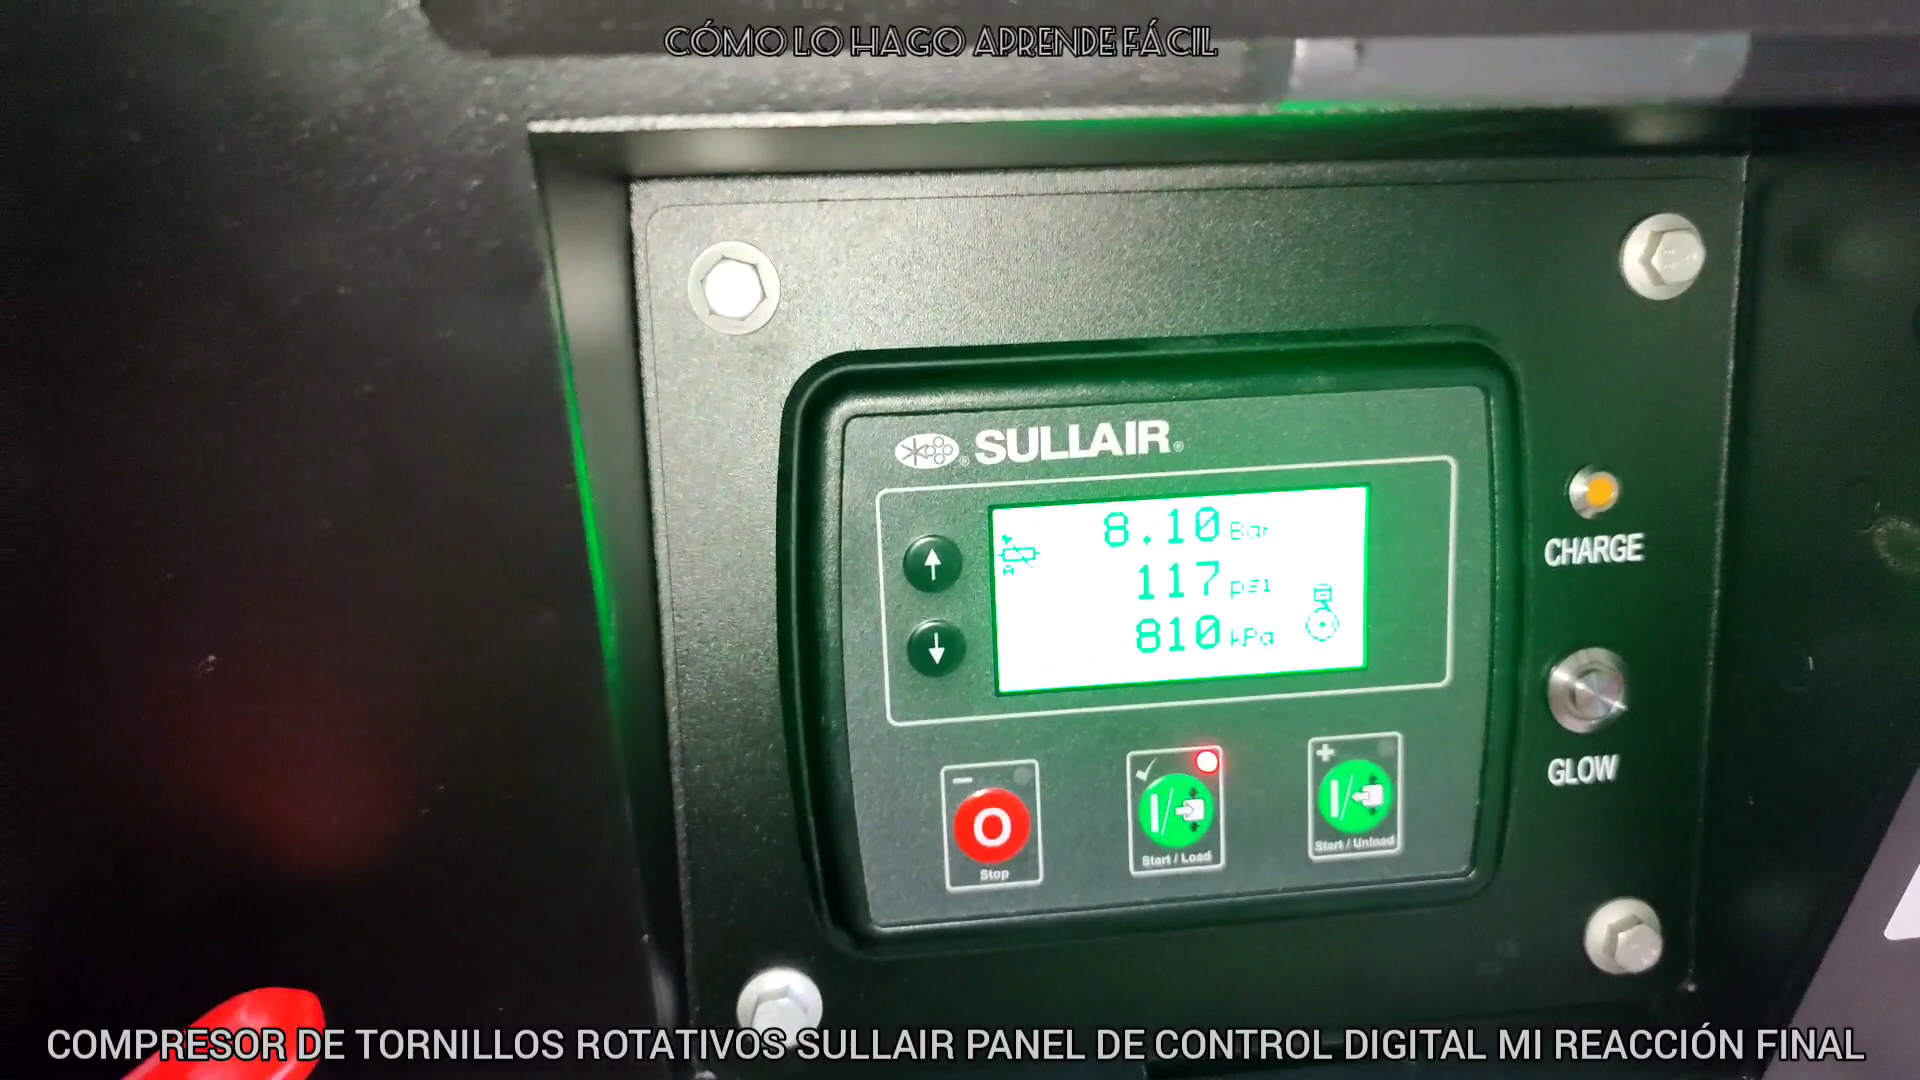 CÓMO LO HAGO APRENDE FÁCIL
SULLAIR
8.10 Bar
117 psi
810 kPa
CHARGE
GLOW
O
Stop
Start / Load
Start / Unload
COMPRESOR DE TORNILLOS ROTATIVOS SULLAIR PANEL DE CONTROL DIGITAL MI REACCIÓN FINAL